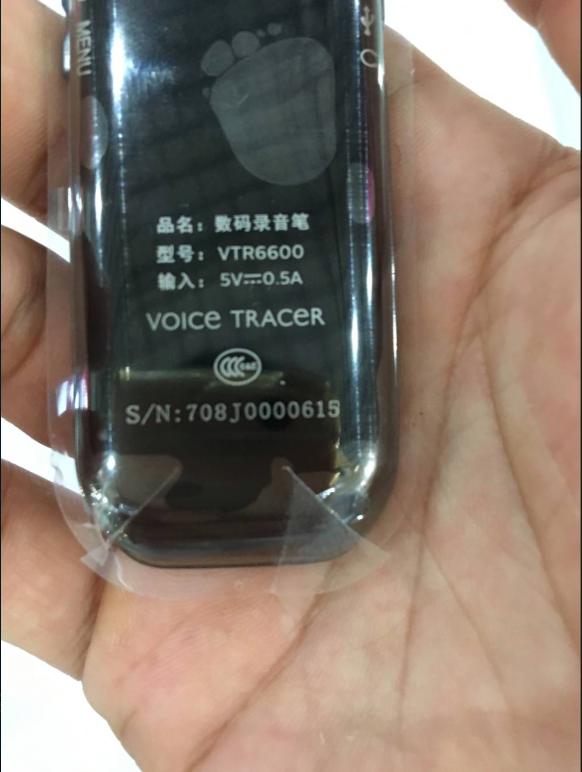 MENU
品名：数码录音笔
型号：VTR6600
输入：5V⎓0.5A
VOICE TRACER
S/N:708J0000615